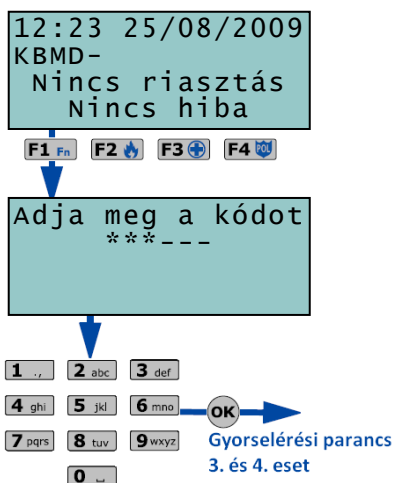 12:23 25/08/2009
KBMD-
Nincs riasztás
Nincs hiba
F1 Fn F2 F3 F4 POL
Adja meg a kódot
***---
1 ., 2 abc 3 def
4 ghi 5 jkl 6 mno OK
7 pqrs 8 tuv 9 wxyz
0 ⎵
Gyorselérési parancs
3. és 4. eset